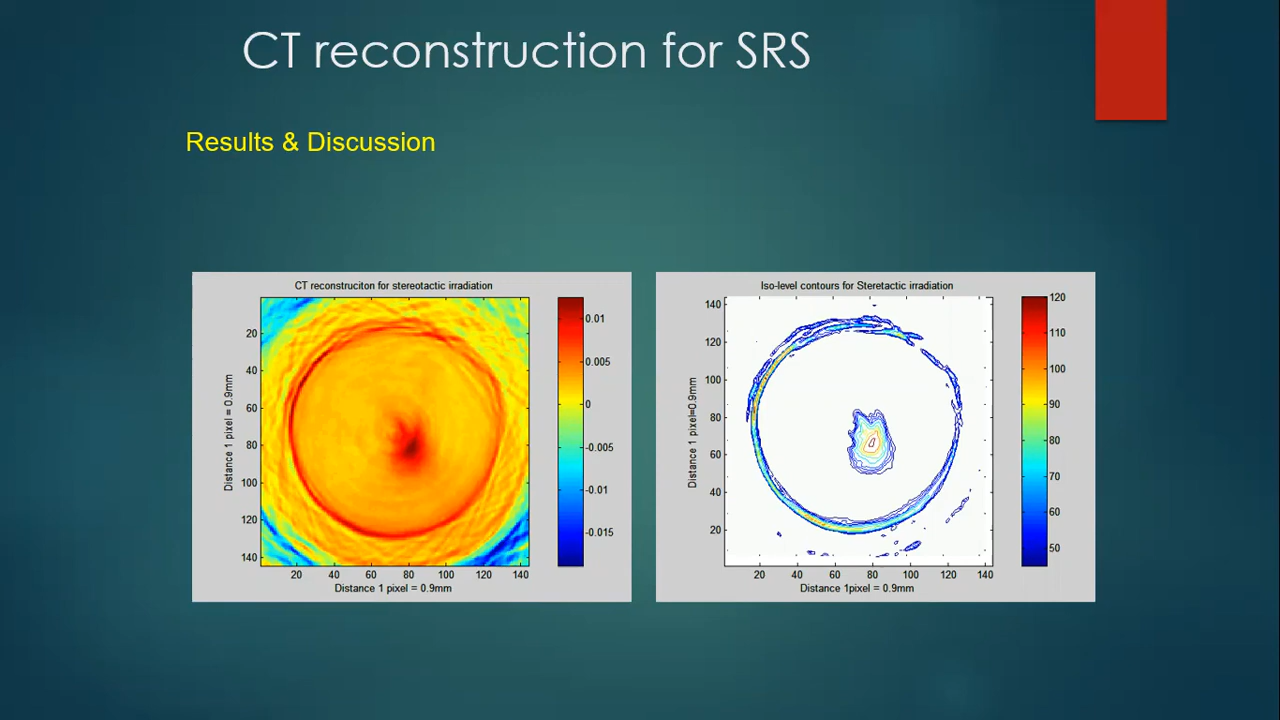 CT reconstruction for SRS
Results & Discussion
CT reconstruciton for stereotactic irradiation
20
40
60
80
100
120
140
Distance 1 pixel = 0.9mm
20 40 60 80 100 120 140
Distance 1 pixel = 0.9mm
0.01
0.005
0
-0.005
-0.01
-0.015
Iso-level contours for Steretactic irradiation
140
120
100
80
60
40
20
Distance 1 pixel=0.9mm
20 40 60 80 100 120 140
Distance 1pixel = 0.9mm
120
110
100
90
80
70
60
50